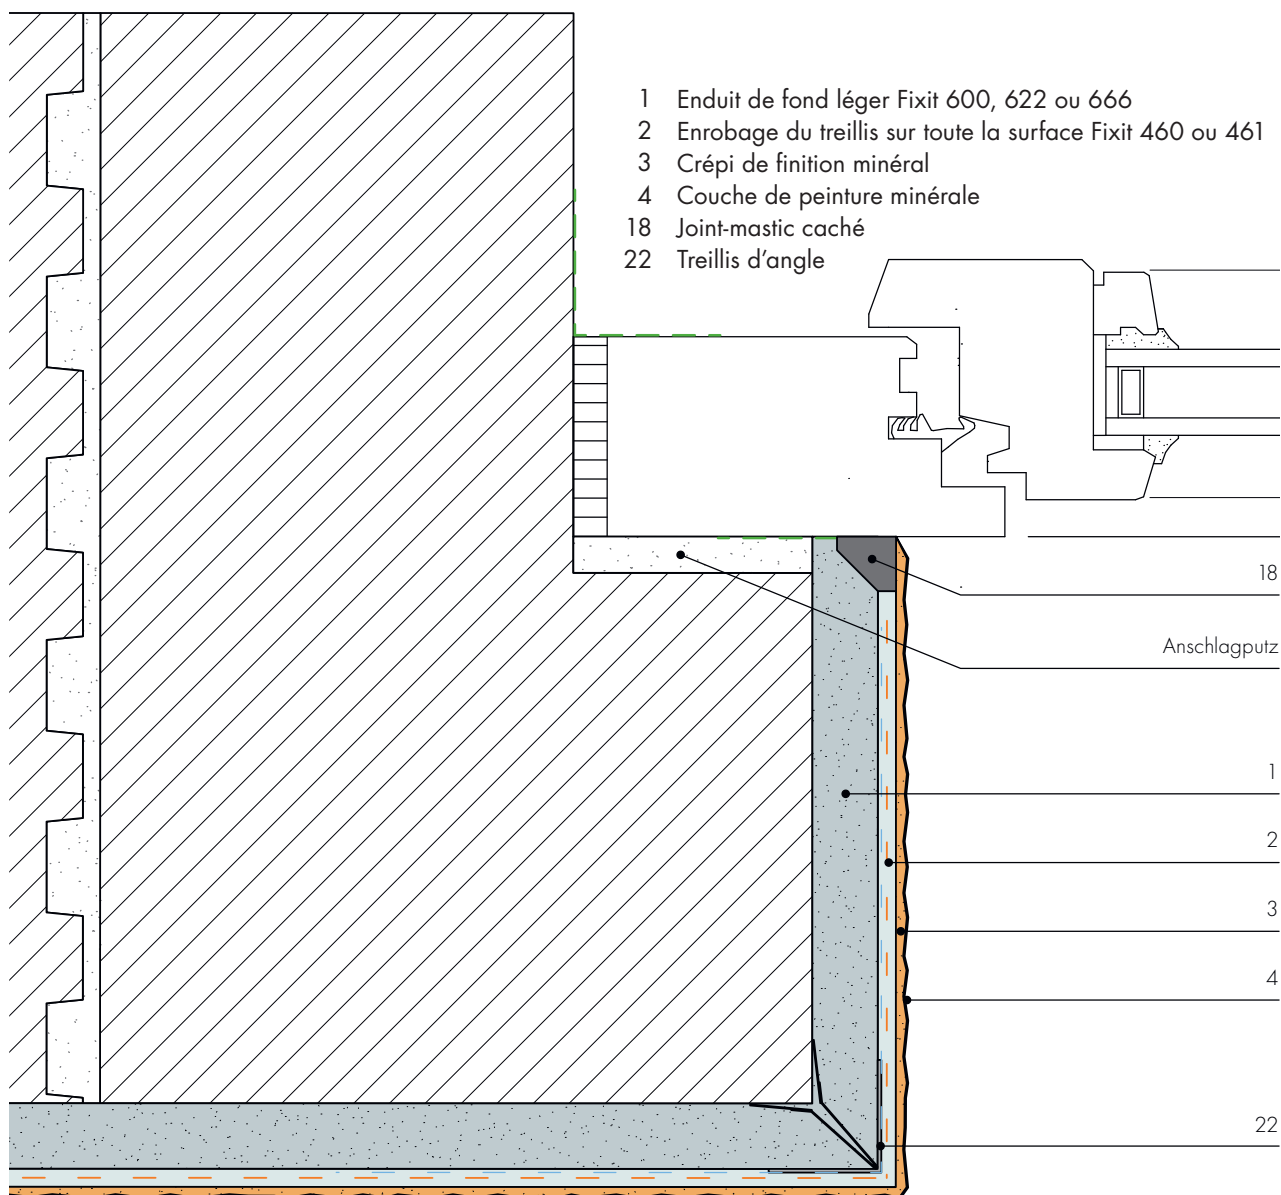 1 Enduit de fond léger Fixit 600, 622 ou 666
2 Enrobage du treillis sur toute la surface Fixit 460 ou 461
3 Crépi de finition minéral
4 Couche de peinture minérale
18 Joint-mastic caché
22 Treillis d’angle
18
Anschlagputz
1
2
3
4
22